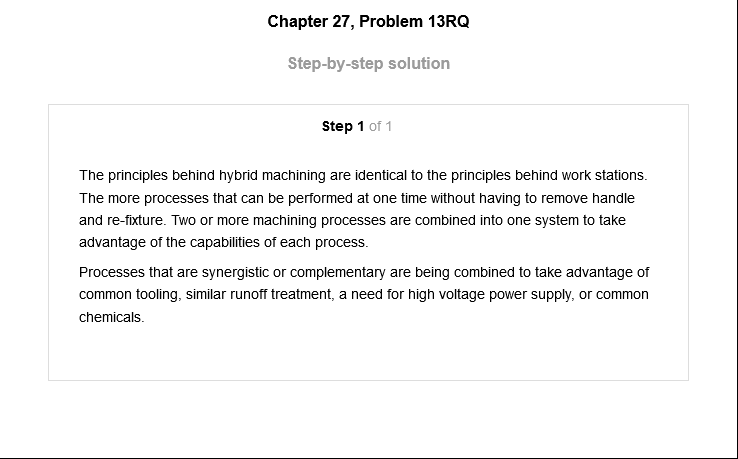 Chapter 27, Problem 13RQ
Step-by-step solution
Step 1 of 1
The principles behind hybrid machining are identical to the principles behind work stations.
The more processes that can be performed at one time without having to remove handle
and re-fixture. Two or more machining processes are combined into one system to take
advantage of the capabilities of each process.
Processes that are synergistic or complementary are being combined to take advantage of
common tooling, similar runoff treatment, a need for high voltage power supply, or common
chemicals.